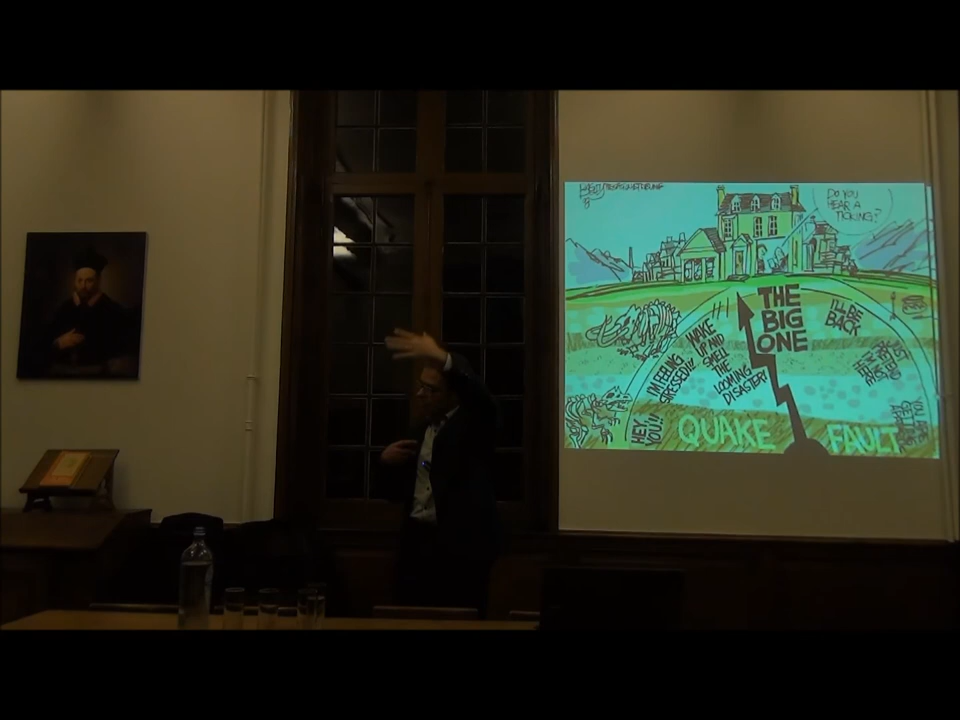 DO YOU
HEAR A
TICKING?
THE
BIG
ONE
I'LL BE
BACK
WAKE
UP AND
SMELL
THE
LOOMING
DISASTER!
I'M FEELING
STRESSED!!!
HEY,
YOU!!
QUAKE FAULT